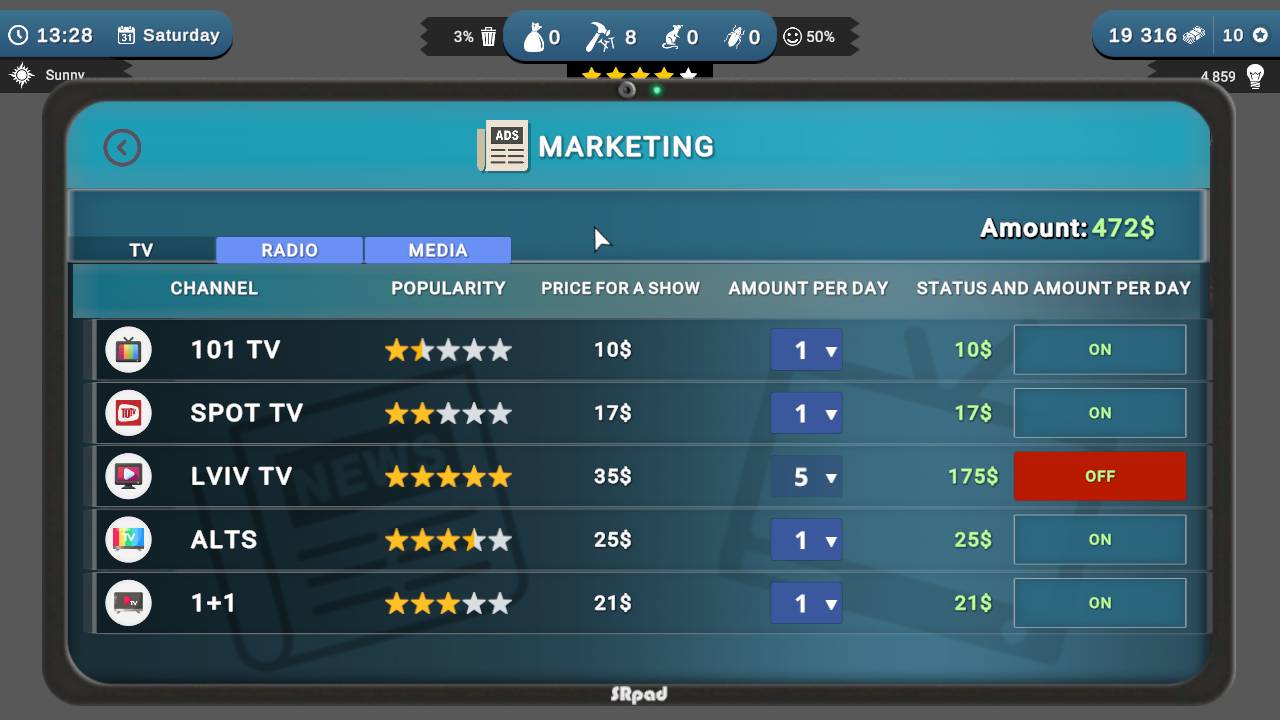 13:28 31 Saturday
3% 0 8 0 0 50%
19 316 10
Sunny
4 859
ADS MARKETING
Amount: 472$
TV RADIO MEDIA
CHANNEL POPULARITY PRICE FOR A SHOW AMOUNT PER DAY STATUS AND AMOUNT PER DAY
101 TV 10$ 1 10$ ON
SPOT TV 17$ 1 17$ ON
LVIV TV 35$ 5 175$ OFF
ALTS 25$ 1 25$ ON
1+1 21$ 1 21$ ON
NEWS
SRpad